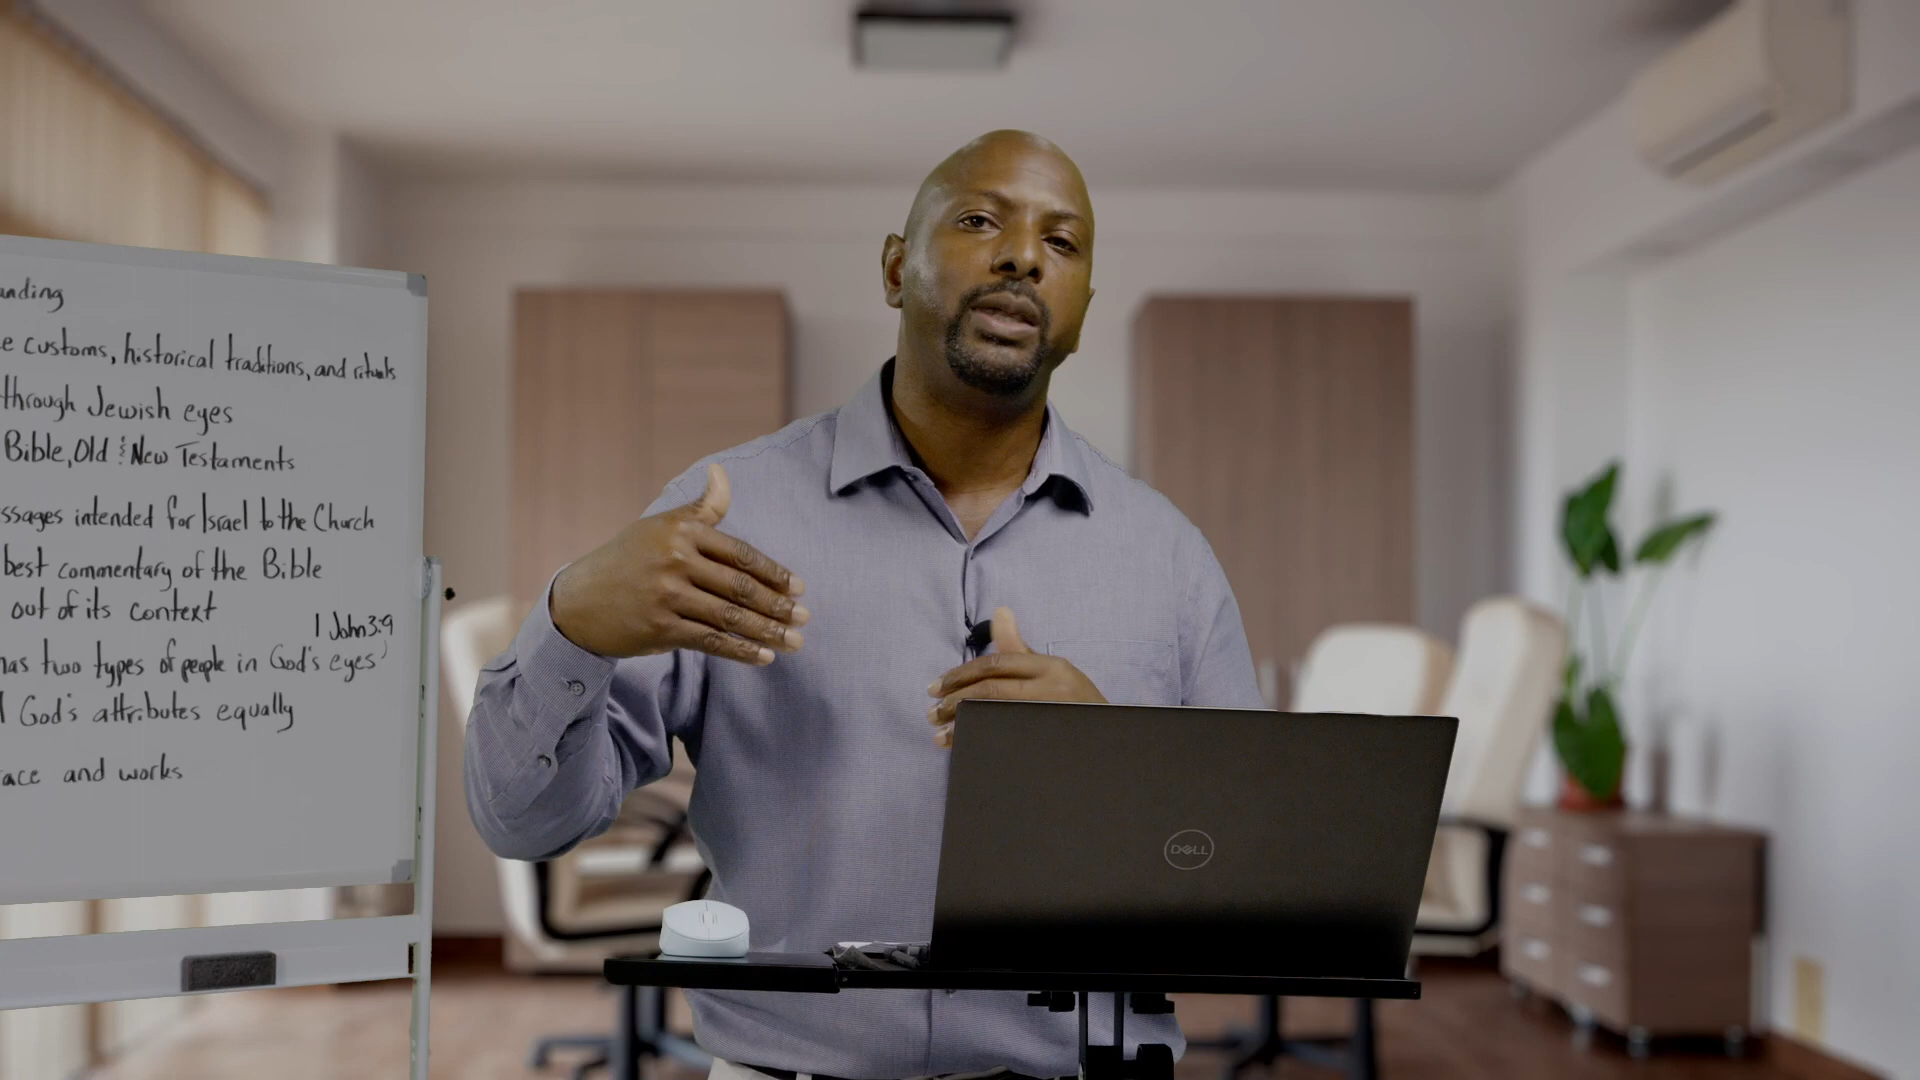 anding
e customs, historical traditions, and rituals
through Jewish eyes
Bible, Old & New Testaments
ssages intended for Israel to the Church
best commentary of the Bible
out of its context
1 John 3:9
has two types of people in God's eyes
God's attributes equally
race and works
DELL